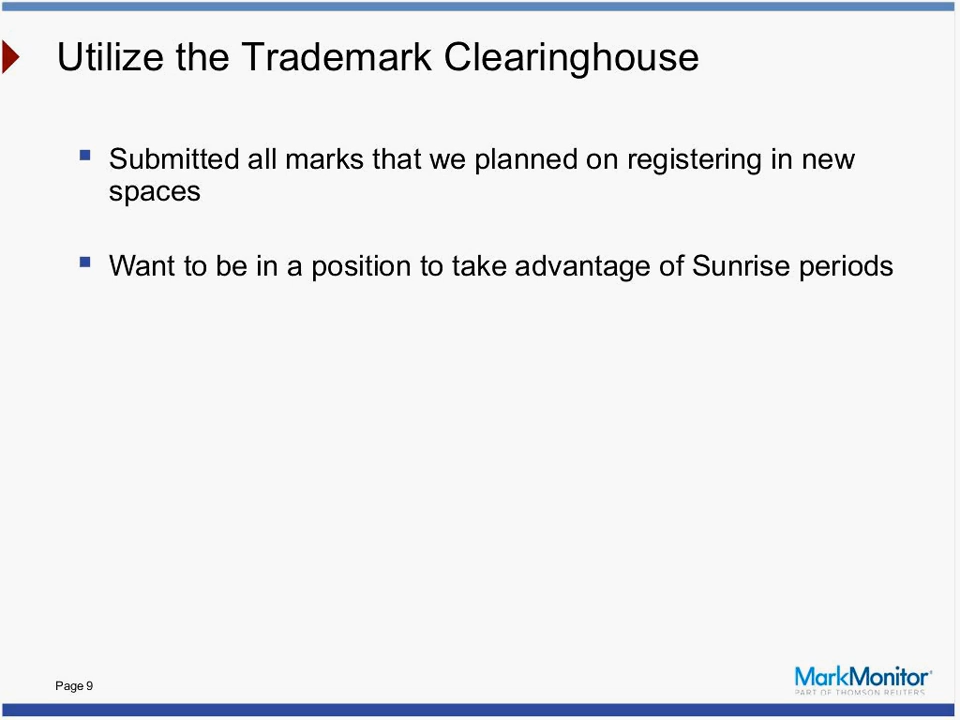 Utilize the Trademark Clearinghouse
Submitted all marks that we planned on registering in new
spaces
Want to be in a position to take advantage of Sunrise periods
Page 9
MarkMonitor
PART OF THOMSON REUTERS